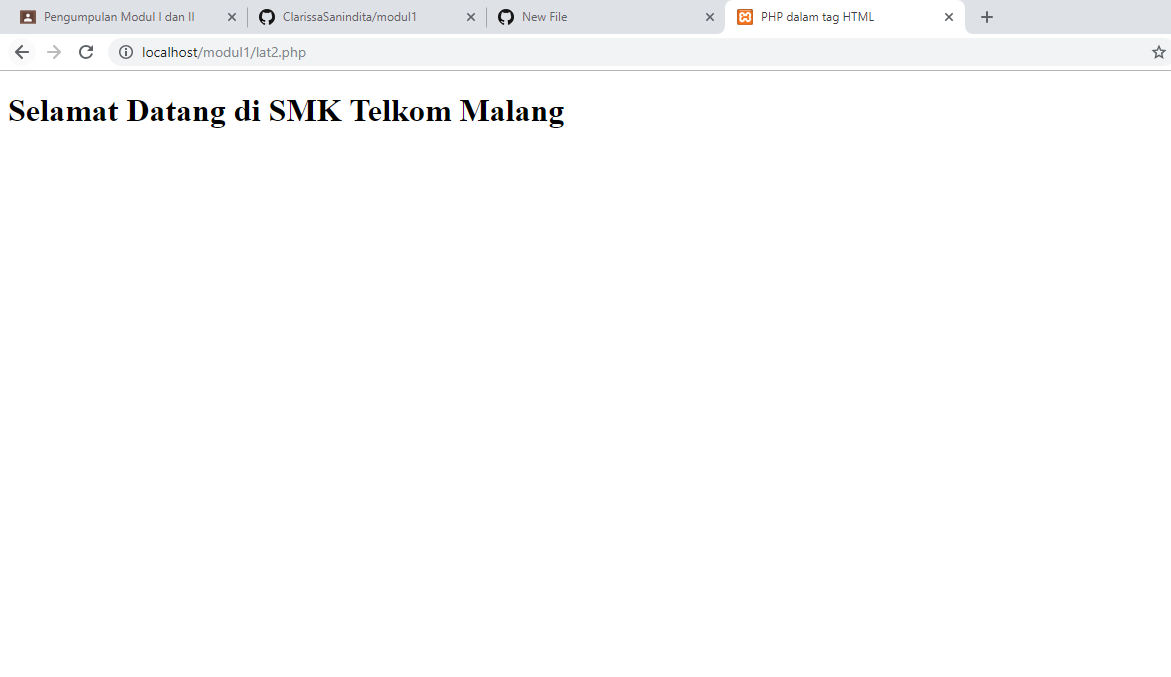 Pengumpulan Modul I dan II
ClarissaSanindita/modul1
New File
PHP dalam tag HTML
localhost/modul1/lat2.php
Selamat Datang di SMK Telkom Malang